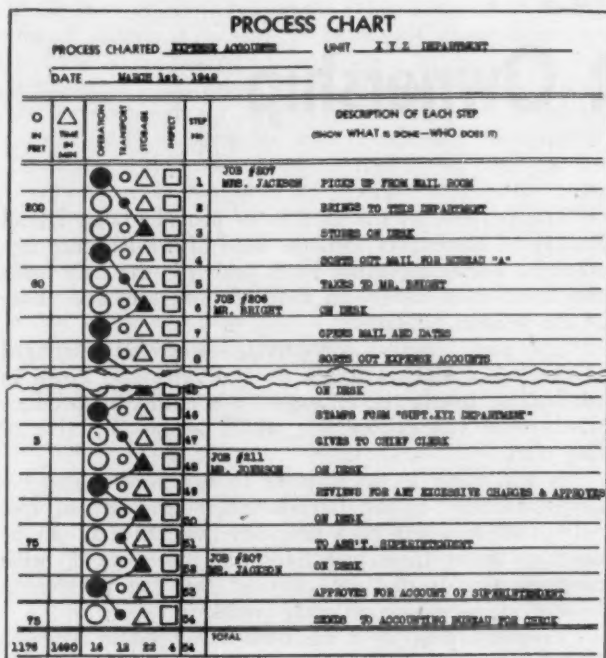 PROCESS CHART
PROCESS CHARTED EXPENSE ACCOUNTS UNIT X Y Z DEPARTMENT
DATE MARCH 1st. 1948
O IN FEET △ TIME IN MIN OPERATION TRANSPORT STORAGE INSPECT STEP No DESCRIPTION OF EACH STEP
(SHOW WHAT IS DONE—WHO DOES IT)
1 JOB #207 MRS. JACKSON PICKS UP FROM MAIL ROOM
200 2 BRINGS TO THIS DEPARTMENT
3 STORES ON DESK
4 SORTS OUT MAIL FOR BUREAU "A"
60 5 TAKES TO MR. BRIGHT
6 JOB #206 MR. BRIGHT ON DESK
7 OPENS MAIL AND DATES
8 SORTS OUT EXPENSE ACCOUNTS
45 ON DESK
46 STAMPS FORM "SUPT.XYZ DEPARTMENT"
5 47 GIVES TO CHIEF CLERK
48 JOB #211 MR. JOHNSON ON DESK
49 REVIEWS FOR ANY EXCESSIVE CHARGES & APPROVES
50 ON DESK
75 51 TO ASS'T. SUPERINTENDENT
52 JOB #207 MR. JACKSON ON DESK
53 APPROVES FOR ACCOUNT OF SUPERINTENDENT
75 54 SENDS TO ACCOUNTING BUREAU FOR CHECK
1176 1490 16 12 22 4 54 TOTAL